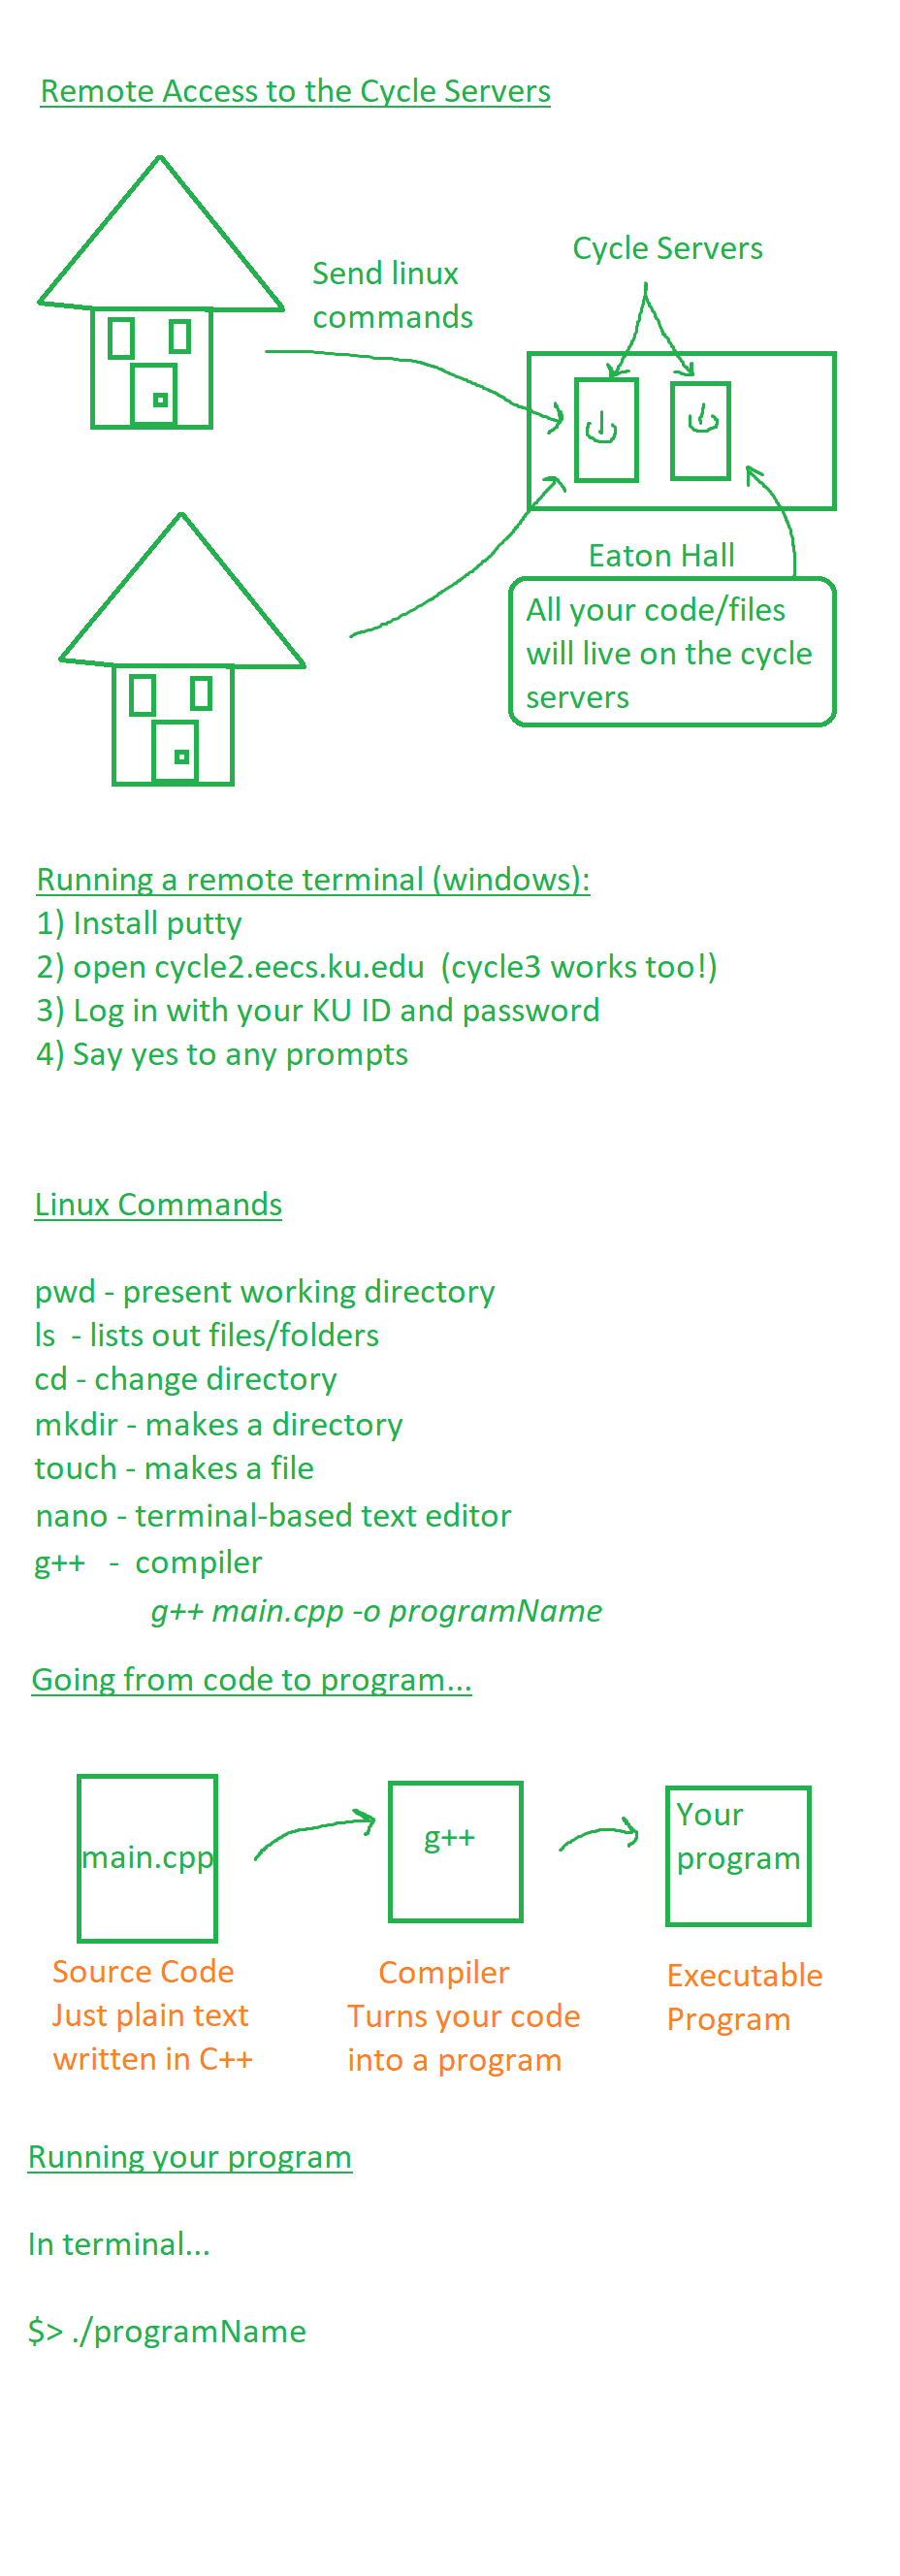 Remote Access to the Cycle Servers
Send linux
commands
Cycle Servers
Eaton Hall
All your code/files
will live on the cycle
servers
Running a remote terminal (windows):
1) Install putty
2) open cycle2.eecs.ku.edu  (cycle3 works too!)
3) Log in with your KU ID and password
4) Say yes to any prompts
Linux Commands
pwd - present working directory
ls  - lists out files/folders
cd - change directory
mkdir - makes a directory
touch - makes a file
nano - terminal-based text editor
g++   -  compiler
g++ main.cpp -o programName
Going from code to program...
main.cpp
g++
Your
program
Source Code
Just plain text
written in C++
Compiler
Turns your code
into a program
Executable
Program
Running your program
In terminal...
$> ./programName